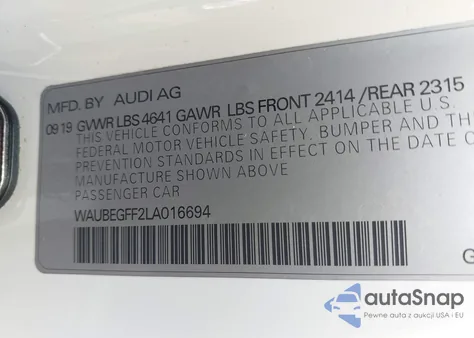 MFD. BY AUDI AG
09 19 GVWR LBS 4641 GAWR LBS FRONT 2414 /REAR 2315
THIS VEHICLE CONFORMS TO ALL APPLICABLE U.S.
FEDERAL MOTOR VEHICLE SAFETY, BUMPER AND TH
PREVENTION STANDARDS IN EFFECT ON THE DATE O
MANUFACTURE SHOWN ABOVE
PASSENGER CAR
WAUBEGFF2LA016694
G
autoSnap
Pewne auta z aukcji USA i EU